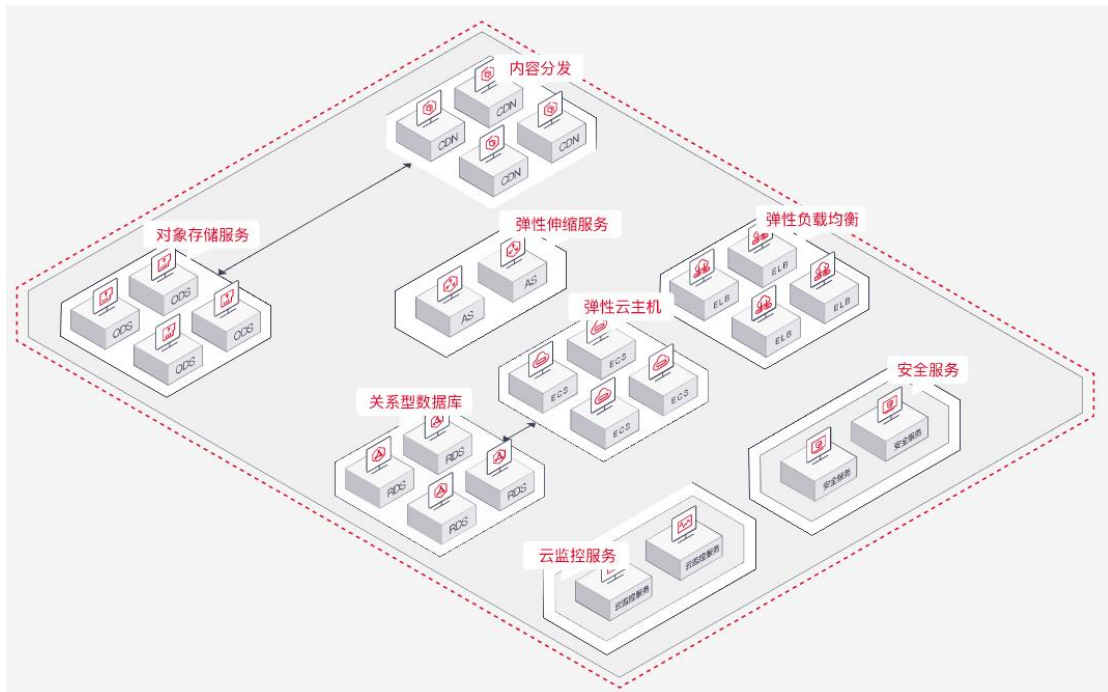 内容分发
CDN
CDN
CDN
CDN
对象存储服务
ODS
ODS
ODS
ODS
弹性伸缩服务
AS
AS
弹性负载均衡
ELB
ELB
ELB
ELB
弹性云主机
ECS
ECS
ECS
ECS
关系型数据库
RDS
RDS
RDS
RDS
安全服务
安全服务
安全服务
云监控服务
云监控服务
云监控服务